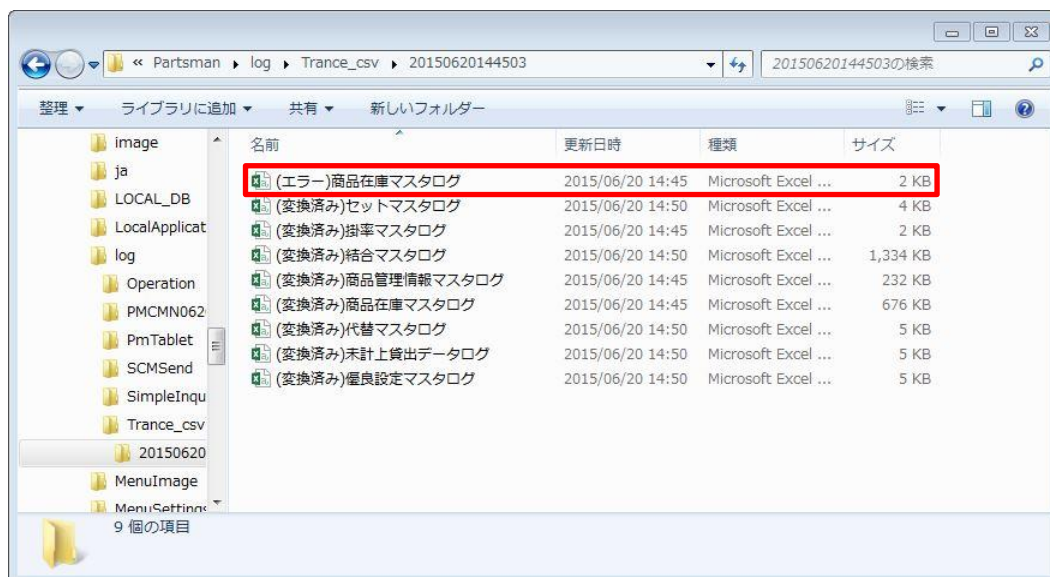 « Partsman ▸ log ▸ Trance_csv ▸ 20150620144503
20150620144503の検索
整理 ライブラリに追加 共有 新しいフォルダー
image
ja
LOCAL_DB
LocalApplicat
log
Operation
PMCMN062
PmTablet
SCMSend
SimpleInqu
Trance_csv
20150620
MenuImage
MenuSettings
名前 更新日時 種類 サイズ
(エラー)商品在庫マスタログ 2015/06/20 14:45 Microsoft Excel ... 2 KB
(変換済み)セットマスタログ 2015/06/20 14:50 Microsoft Excel ... 4 KB
(変換済み)掛率マスタログ 2015/06/20 14:45 Microsoft Excel ... 2 KB
(変換済み)結合マスタログ 2015/06/20 14:50 Microsoft Excel ... 1,334 KB
(変換済み)商品管理情報マスタログ 2015/06/20 14:45 Microsoft Excel ... 232 KB
(変換済み)商品在庫マスタログ 2015/06/20 14:45 Microsoft Excel ... 676 KB
(変換済み)代替マスタログ 2015/06/20 14:50 Microsoft Excel ... 5 KB
(変換済み)未計上貸出データログ 2015/06/20 14:50 Microsoft Excel ... 5 KB
(変換済み)優良設定マスタログ 2015/06/20 14:50 Microsoft Excel ... 5 KB
9 個の項目